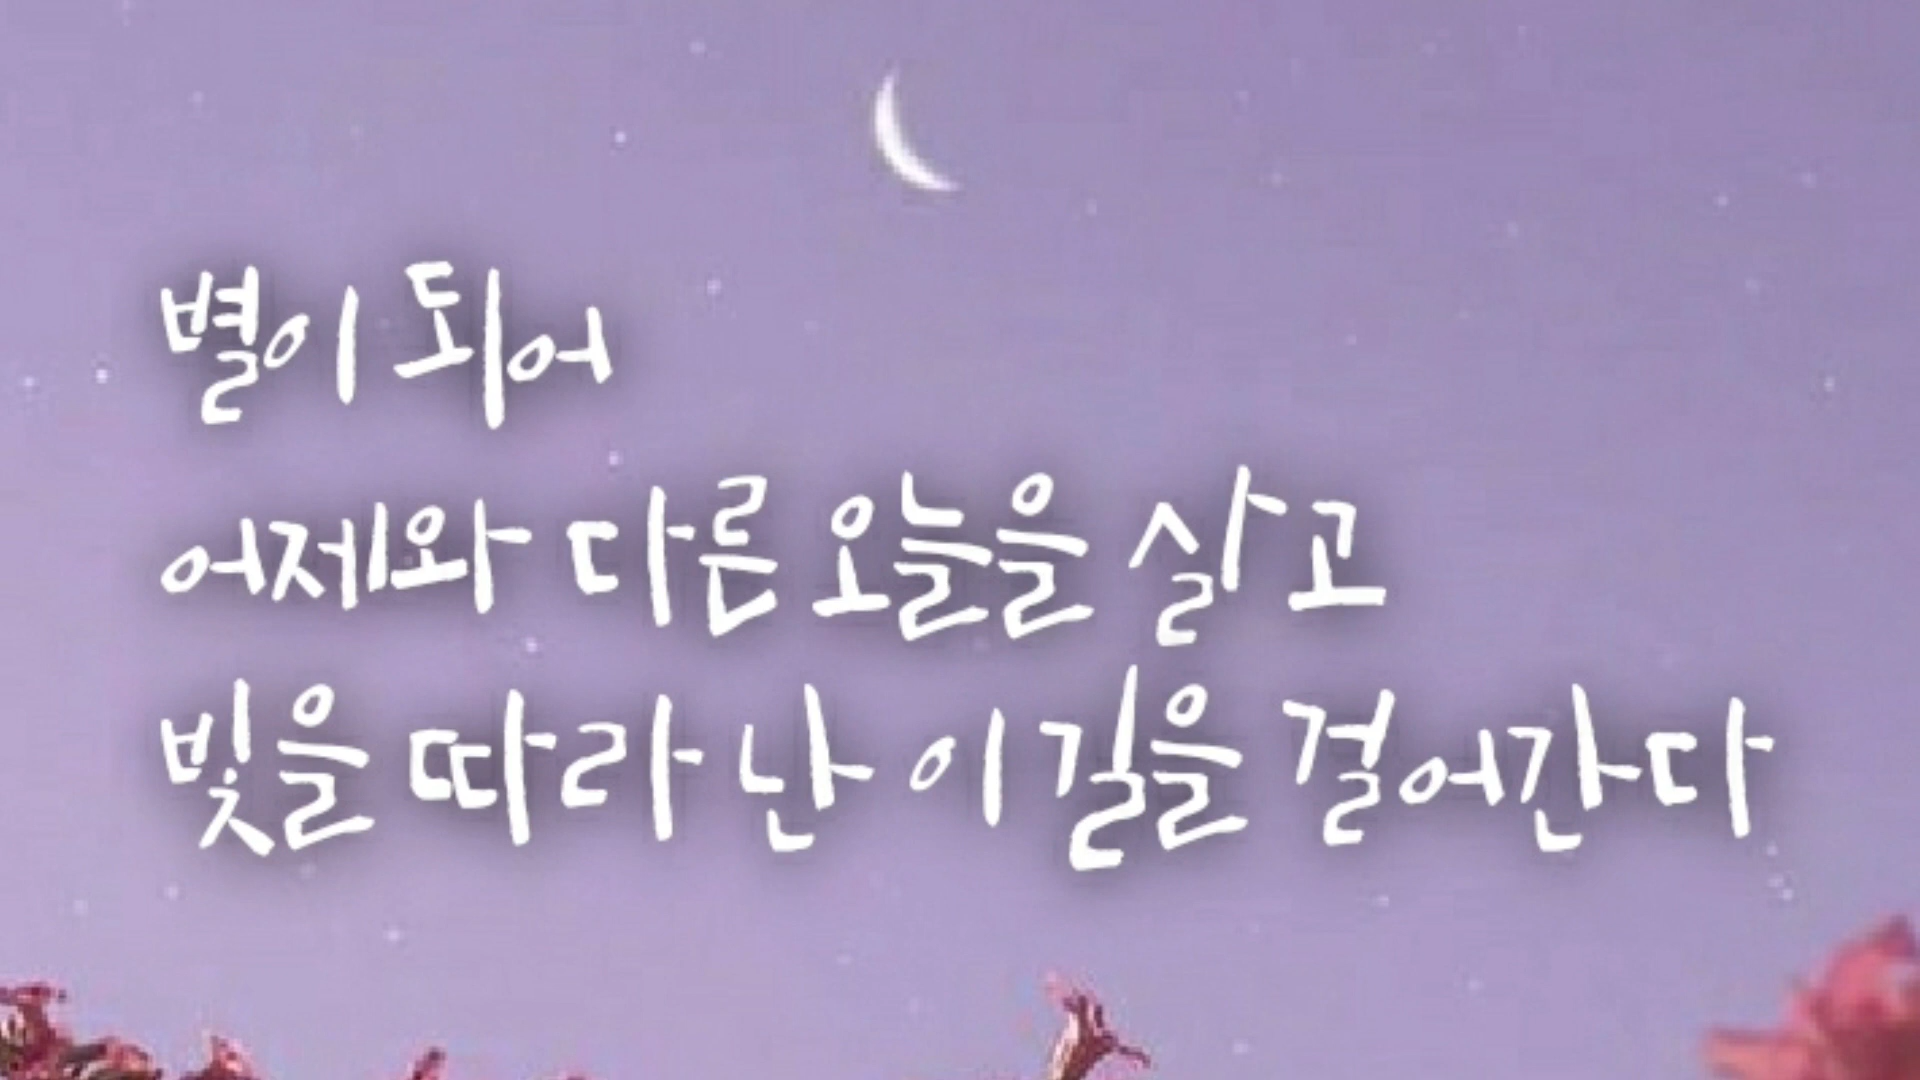 별이 되어
어제와 다른 오늘을 살고
빛을 따라 난 이 길을 걸어간다